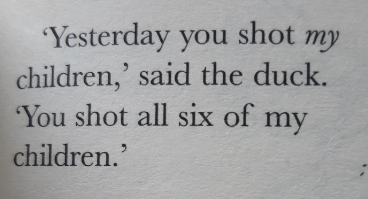 ‘Yesterday you shot my
children,’ said the duck.
‘You shot all six of my
children.’